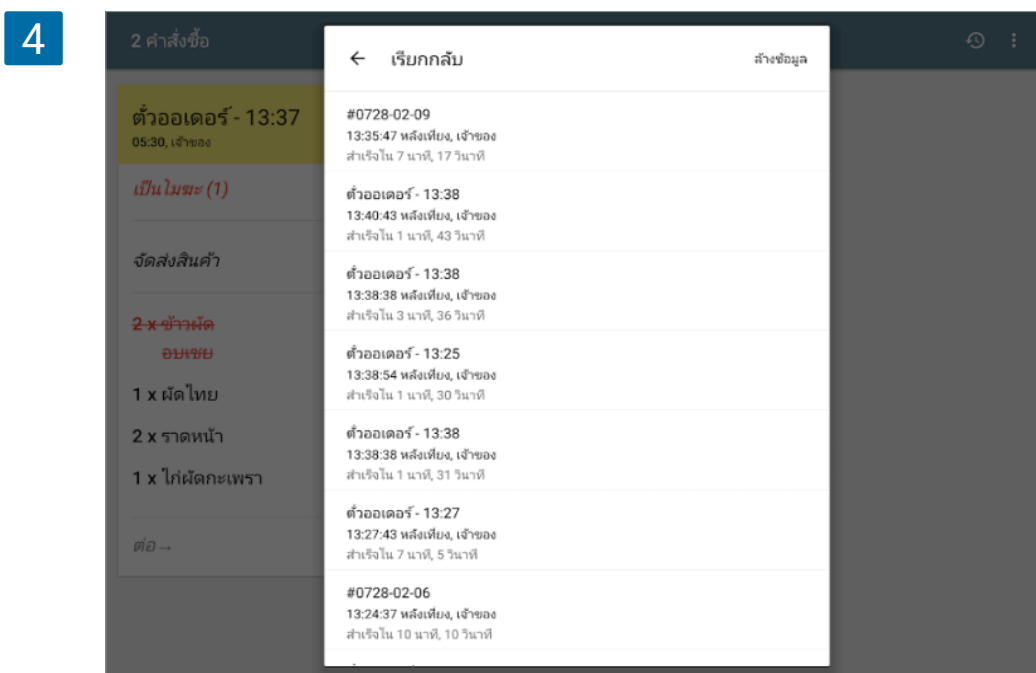 4
2 คำสั่งซื้อ
ตั๋วออเดอร์ - 13:37
05:30, เจ้าของ
เป็นโมฆะ (1)
จัดส่งสินค้า
2 x ข้าวผัด
อบเชย
1 x ผัดไทย
2 x ราดหน้า
1 x ไก่ผัดกะเพรา
ต่อ→
← เรียกกลับ
ล้างข้อมูล
#0728-02-09
13:35:47 หลังเที่ยง, เจ้าของ
สำเร็จใน 7 นาที, 17 วินาที
ตั๋วออเดอร์ - 13:38
13:40:43 หลังเที่ยง, เจ้าของ
สำเร็จใน 1 นาที, 43 วินาที
ตั๋วออเดอร์ - 13:38
13:38:38 หลังเที่ยง, เจ้าของ
สำเร็จใน 3 นาที, 36 วินาที
ตั๋วออเดอร์ - 13:25
13:38:54 หลังเที่ยง, เจ้าของ
สำเร็จใน 1 นาที, 30 วินาที
ตั๋วออเดอร์ - 13:38
13:38:38 หลังเที่ยง, เจ้าของ
สำเร็จใน 1 นาที, 31 วินาที
ตั๋วออเดอร์ - 13:27
13:27:43 หลังเที่ยง, เจ้าของ
สำเร็จใน 7 นาที, 5 วินาที
#0728-02-06
13:24:37 หลังเที่ยง, เจ้าของ
สำเร็จใน 10 นาที, 10 วินาที